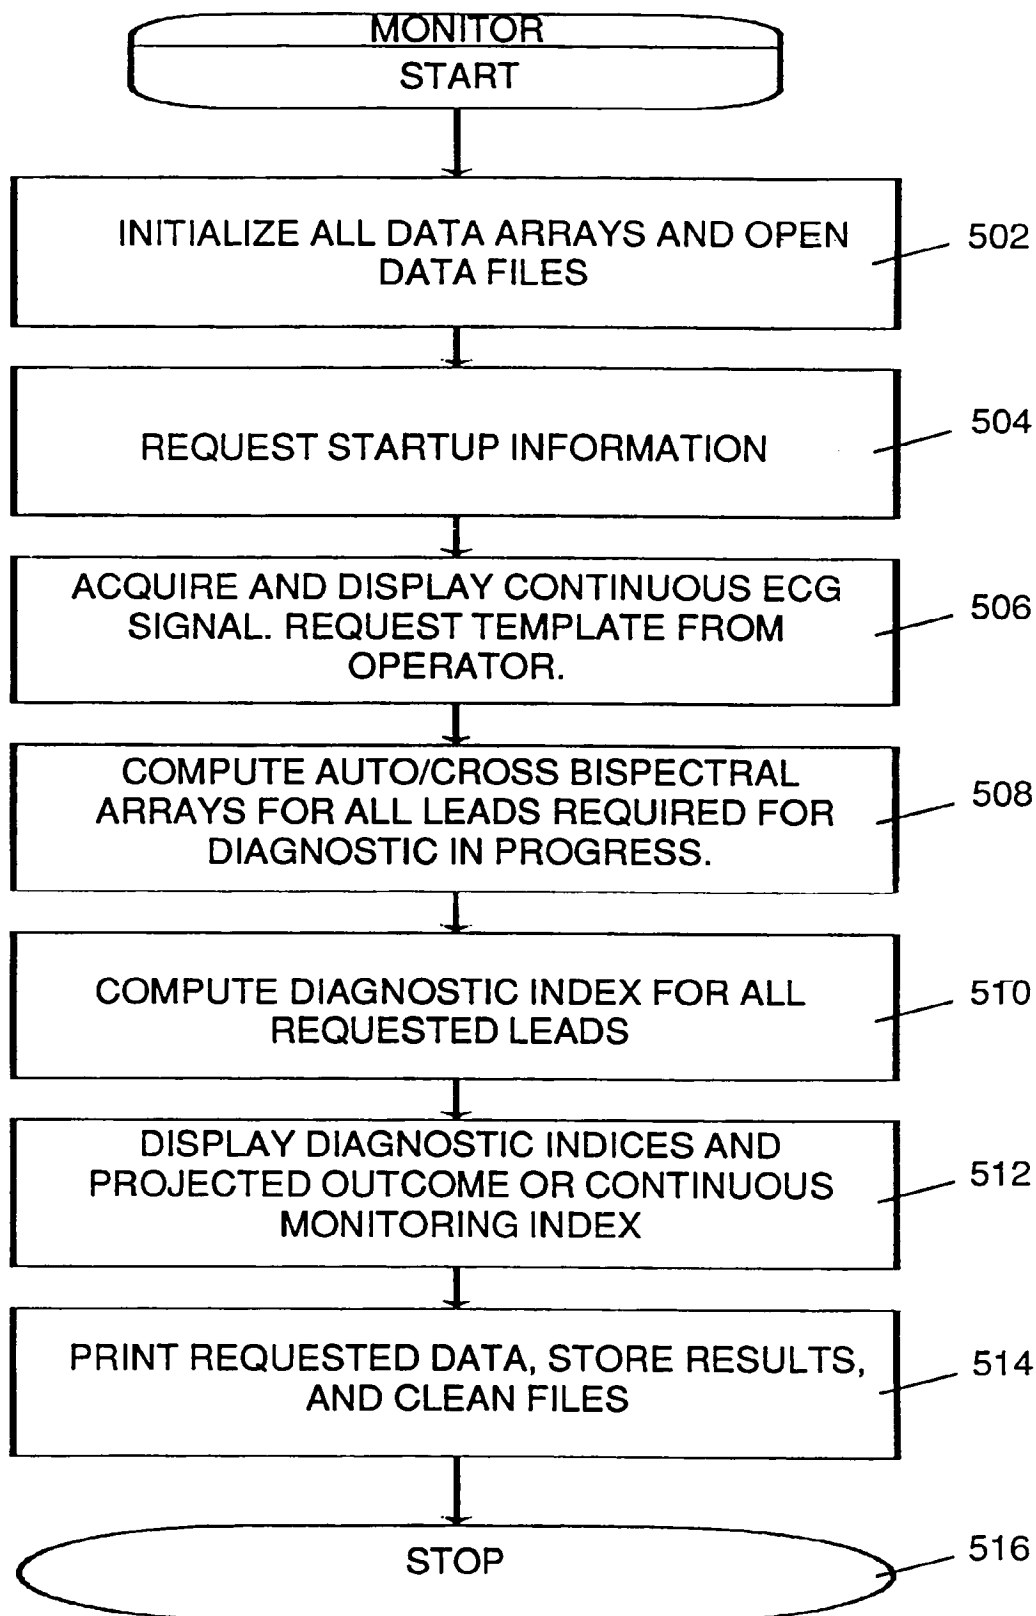 MONITOR
START
INITIALIZE ALL DATA ARRAYS AND OPEN
DATA FILES
502
REQUEST STARTUP INFORMATION
504
ACQUIRE AND DISPLAY CONTINUOUS ECG
SIGNAL. REQUEST TEMPLATE FROM
OPERATOR.
506
COMPUTE AUTO/CROSS BISPECTRAL
ARRAYS FOR ALL LEADS REQUIRED FOR
DIAGNOSTIC IN PROGRESS.
508
COMPUTE DIAGNOSTIC INDEX FOR ALL
REQUESTED LEADS
510
DISPLAY DIAGNOSTIC INDICES AND
PROJECTED OUTCOME OR CONTINUOUS
MONITORING INDEX
512
PRINT REQUESTED DATA, STORE RESULTS,
AND CLEAN FILES
514
STOP
516